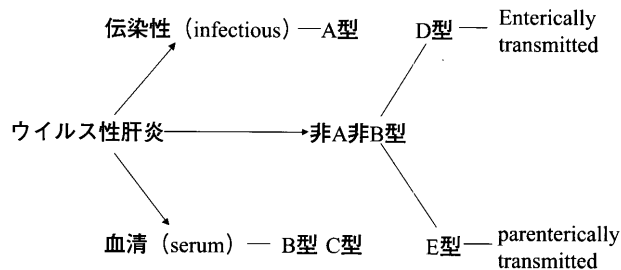 伝染性（infectious）—A型
D型
Enterically
transmitted
ウイルス性肝炎
非A非B型
血清（serum）— B型 C型
E型
parenterically
transmitted